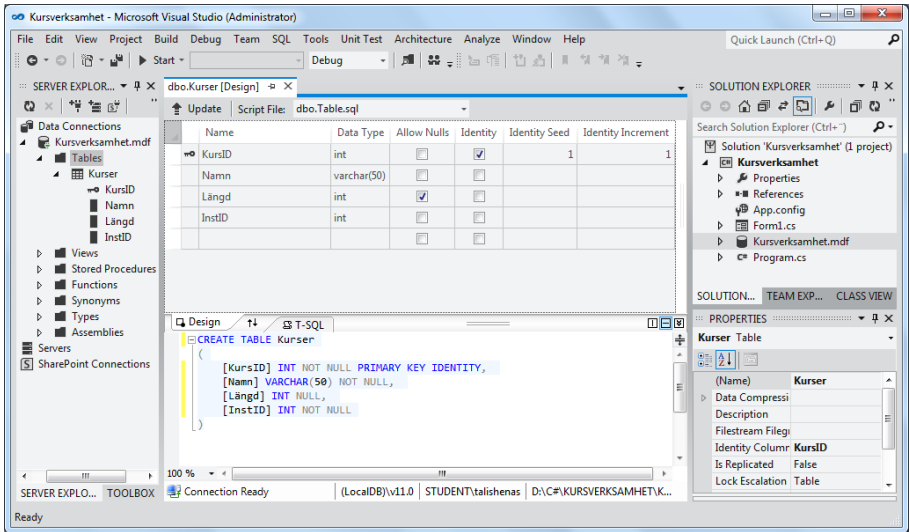 Kursverksamhet - Microsoft Visual Studio (Administrator)
File Edit View Project Build Debug Team SQL Tools Unit Test Architecture Analyze Window Help
Quick Launch (Ctrl+Q)
Start Debug
SERVER EXPLOR...
Data Connections
Kursverksamhet.mdf
Tables
Kurser
KursID
Namn
Längd
InstID
Views
Stored Procedures
Functions
Synonyms
Types
Assemblies
Servers
SharePoint Connections
SERVER EXPLO... TOOLBOX
dbo.Kurser [Design]
Update Script File: dbo.Table.sql
Name Data Type Allow Nulls Identity Identity Seed Identity Increment
KursID int 1 1
Namn varchar(50)
Längd int
InstID int
Design T-SQL
CREATE TABLE Kurser
(
[KursID] INT NOT NULL PRIMARY KEY IDENTITY,
[Namn] VARCHAR(50) NOT NULL,
[Längd] INT NULL,
[InstID] INT NOT NULL
)
100 %
Connection Ready (LocalDB)\v11.0 STUDENT\talishenas D:\C#\KURSVERKSAMHET\K...
SOLUTION EXPLORER
Search Solution Explorer (Ctrl+¨)
Solution 'Kursverksamhet' (1 project)
Kursverksamhet
Properties
References
App.config
Form1.cs
Kursverksamhet.mdf
Program.cs
SOLUTION... TEAM EXP... CLASS VIEW
PROPERTIES
Kurser Table
(Name) Kurser
Data Compressi
Description
Filestream Filegr
Identity Column KursID
Is Replicated False
Lock Escalation Table
Ready